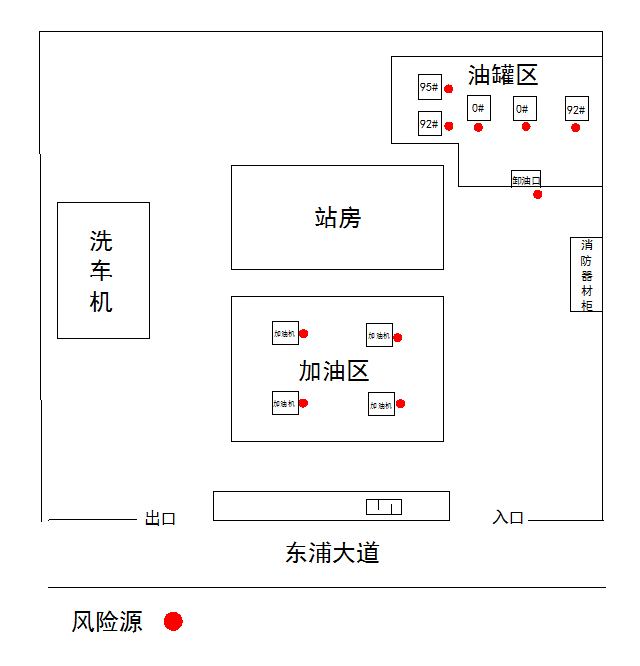 油罐区
95#
92#
0#
0#
92#
卸油口
站房
洗车机
消防器材柜
加油机
加油机
加油区
加油机
加油机
出口
入口
东浦大道
风险源